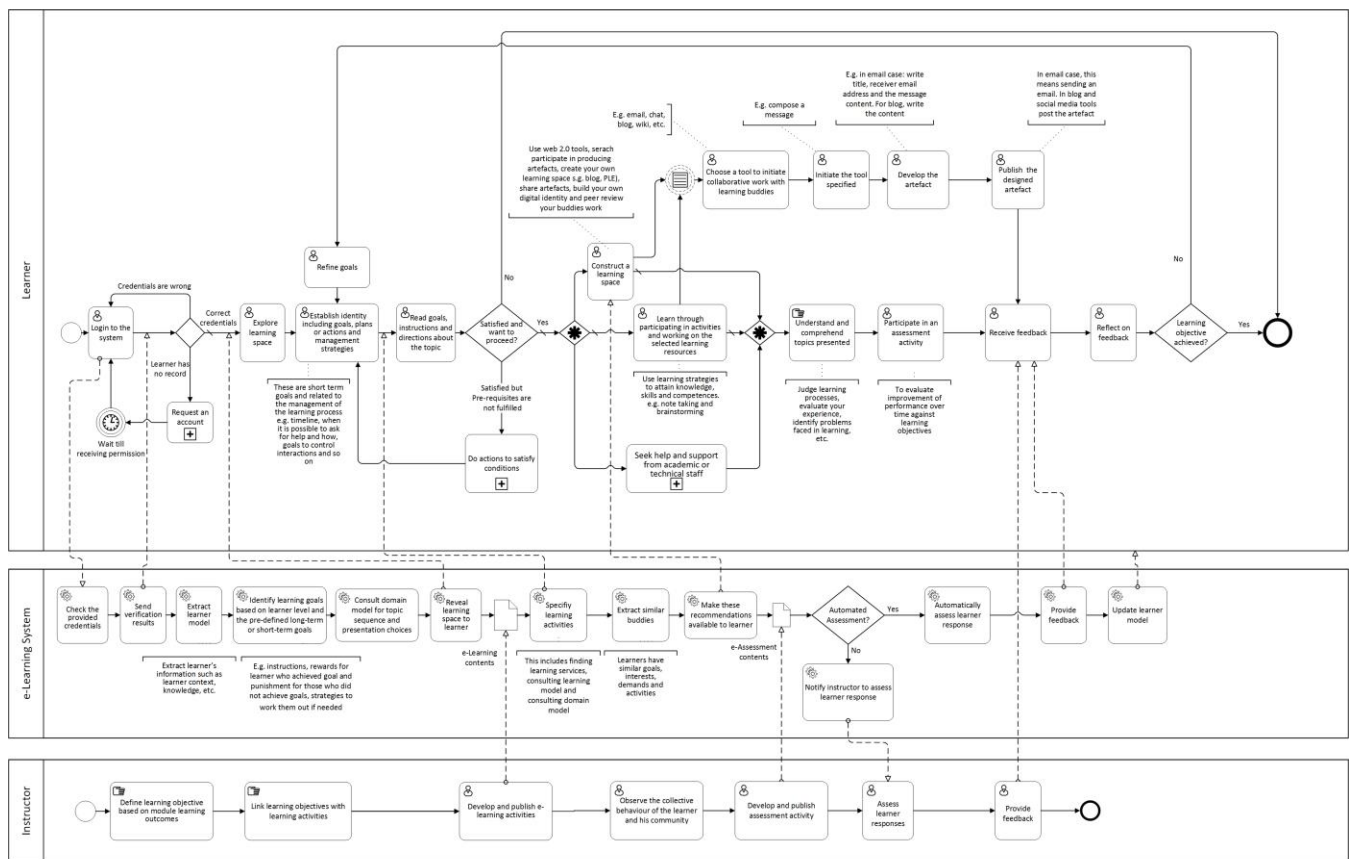 Learner
E.g. in email case: write
title, receiver email
address and the message
content. For blog, write
the content
In email case, this
means sending an
email. In blog and
social media tools
post the artefact
E.g. email, chat,
blog, wiki, etc.
E.g. compose a
message
Use web 2.0 tools, serach
participate in producing
artefacts, create your own
learning space s.g. blog, PLE),
share artefacts, build your own
digital identity and peer review
your buddies work
Choose a tool to initiate
collaborative work with
learning buddies
Initiate the tool
specified
Develop the
artefact
Publish the
designed
artefact
Refine goals
No
Construct a
learning
space
No
Credentials are wrong
Login to the
system
Correct
credentials
Explore
learning
space
Establish identity
including goals, plans
or actions and
management
strategies
Read goals,
instructions and
directions about
the topic
Satisfied and
want to
proceed?
Yes
Learn through
participating in activities
and working on the
selected learning
resources
Understand and
comprehend
topics presented
Participate in an
assessment
activity
Receive feedback
Reflect on
feedback
Learning
objective
achieved?
Yes
Learner has
no record
Request an
account
Wait till
receiving permission
These are short term
goals and related to
the management of
the learning process
e.g. timeline, when
it is possible to ask
for help and how,
goals to control
interactions and so
on
Satisfied but
Pre-requisites are
not fulfilled
Do actions to satisfy
conditions
Use learning strategies
to attain knowledge,
skills and competences.
e.g. note taking and
brainstorming
Judge learning
processes,
evaluate your
experience,
identify problems
faced in learning,
etc.
To evaluate
improvement of
performance over
time against
learning
objectives
Seek help and support
from academic or
technical staff
e-Learning System
Check the
provided
credentials
Send
verification
results
Extract
learner
model
Identify learning goals
based on learner level and
the pre-defined long-term
or short-term goals
Consult domain
model for topic
sequence and
presentation choices
Reveal
learning
space to
learner
e-Learning
contents
Specifiy
learning
activities
Extract similar
buddies
Make these
recommendations
available to learner
e-Assessment
contents
Automated
Assessment?
Yes
Automatically
assess learner
response
Provide
feedback
Update learner
model
Extract learner's
information such as
learner context,
knowledge, etc.
E.g. instructions, rewards for
learner who achieved goal and
punishment for those who did
not achieve goals, strategies to
work them out if needed
This includes finding
learning services,
consulting learning
model and
consulting domain
model
Learners have
similar goals,
interests,
demands and
activities
No
Notify instructor to assess
learner response
Instructor
Define learning objective
based on module learning
outcomes
Link learning objectives with
learning activities
Develop and publish e-
learning activities
Observe the collective
behaviour of the learner
and his community
Develop and publish
assessment activity
Assess
learner
responses
Provide
feedback